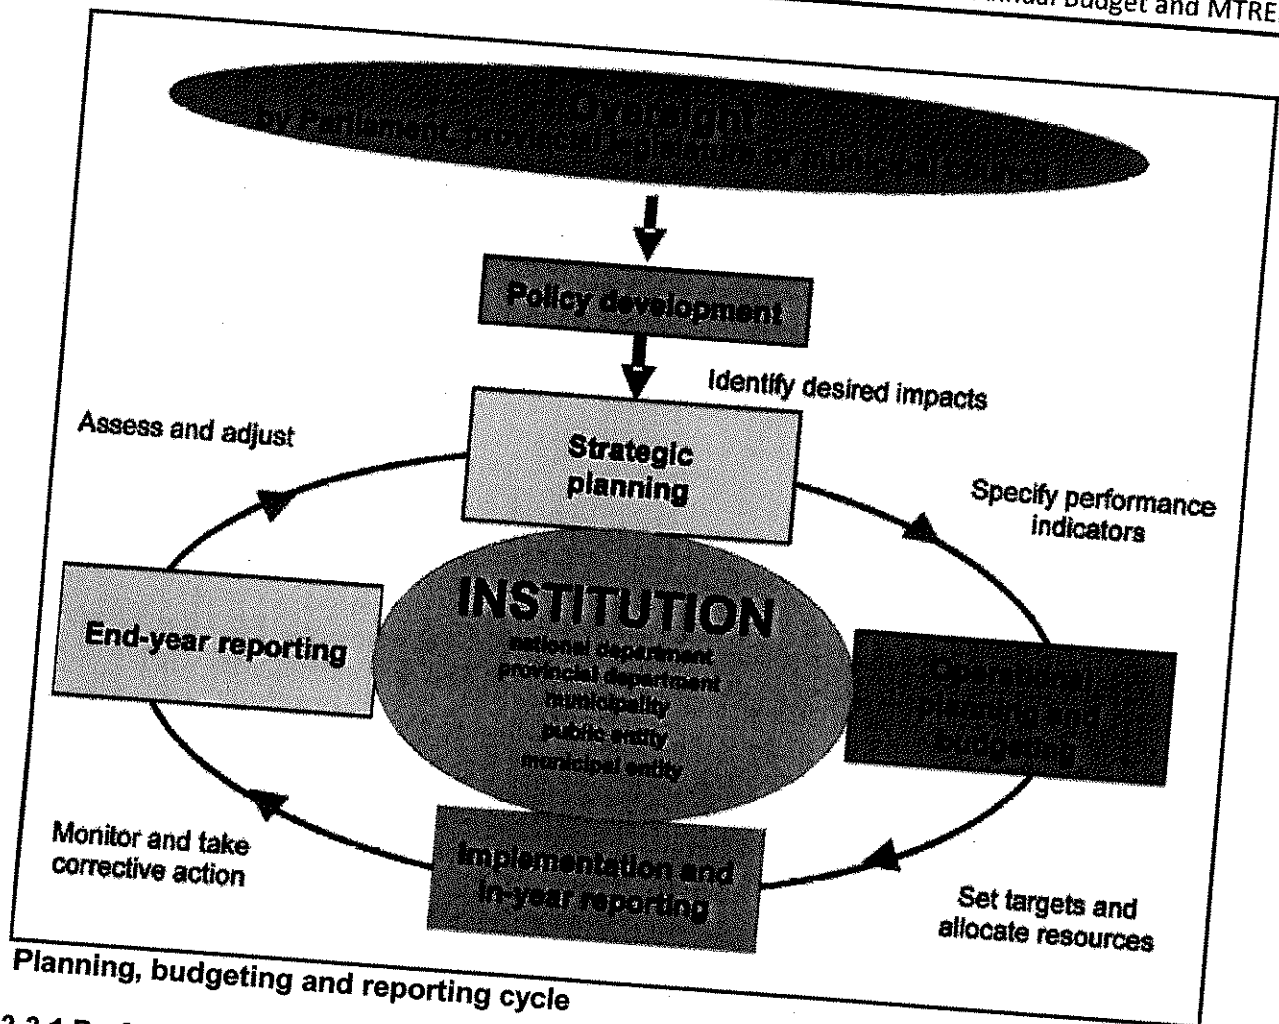 Annual Budget and MTRE
Oversight
by Parliament, provincial legislature or municipal council
Policy development
Identify desired impacts
Strategic
planning
Assess and adjust
Specify performance
indicators
INSTITUTION
national department
provincial department
municipality
public entity
municipal entity
End-year reporting
Operational
planning and
budgeting
Implementation and
in-year reporting
Monitor and take
corrective action
Set targets and
allocate resources
Planning, budgeting and reporting cycle